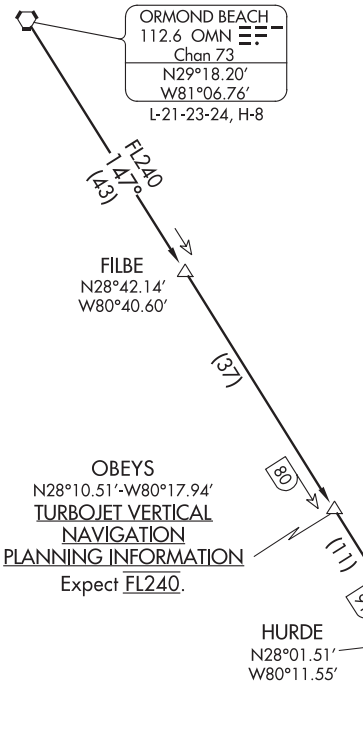 ORMOND BEACH
112.6 OMN
Chan 73
N29°18.20′
W81°06.76′
L-21-23-24, H-8
FL240
147°
(43)
FILBE
N28°42.14′
W80°40.60′
(37)
80
OBEYS
N28°10.51′-W80°17.94′
TURBOJET VERTICAL
NAVIGATION
PLANNING INFORMATION
Expect FL240.
(11)
HURDE
N28°01.51′
W80°11.55′